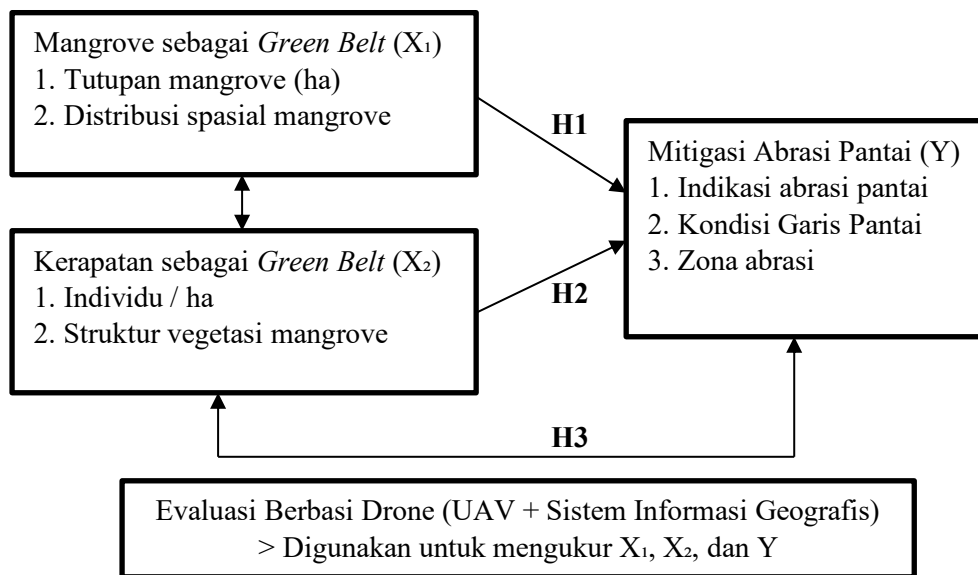 Mangrove sebagai Green Belt (X₁)
1. Tutupan mangrove (ha)
2. Distribusi spasial mangrove
H1
Mitigasi Abrasi Pantai (Y)
1. Indikasi abrasi pantai
2. Kondisi Garis Pantai
3. Zona abrasi
Kerapatan sebagai Green Belt (X₂)
1. Individu / ha
2. Struktur vegetasi mangrove
H2
H3
Evaluasi Berbasi Drone (UAV + Sistem Informasi Geografis)
> Digunakan untuk mengukur X₁, X₂, dan Y